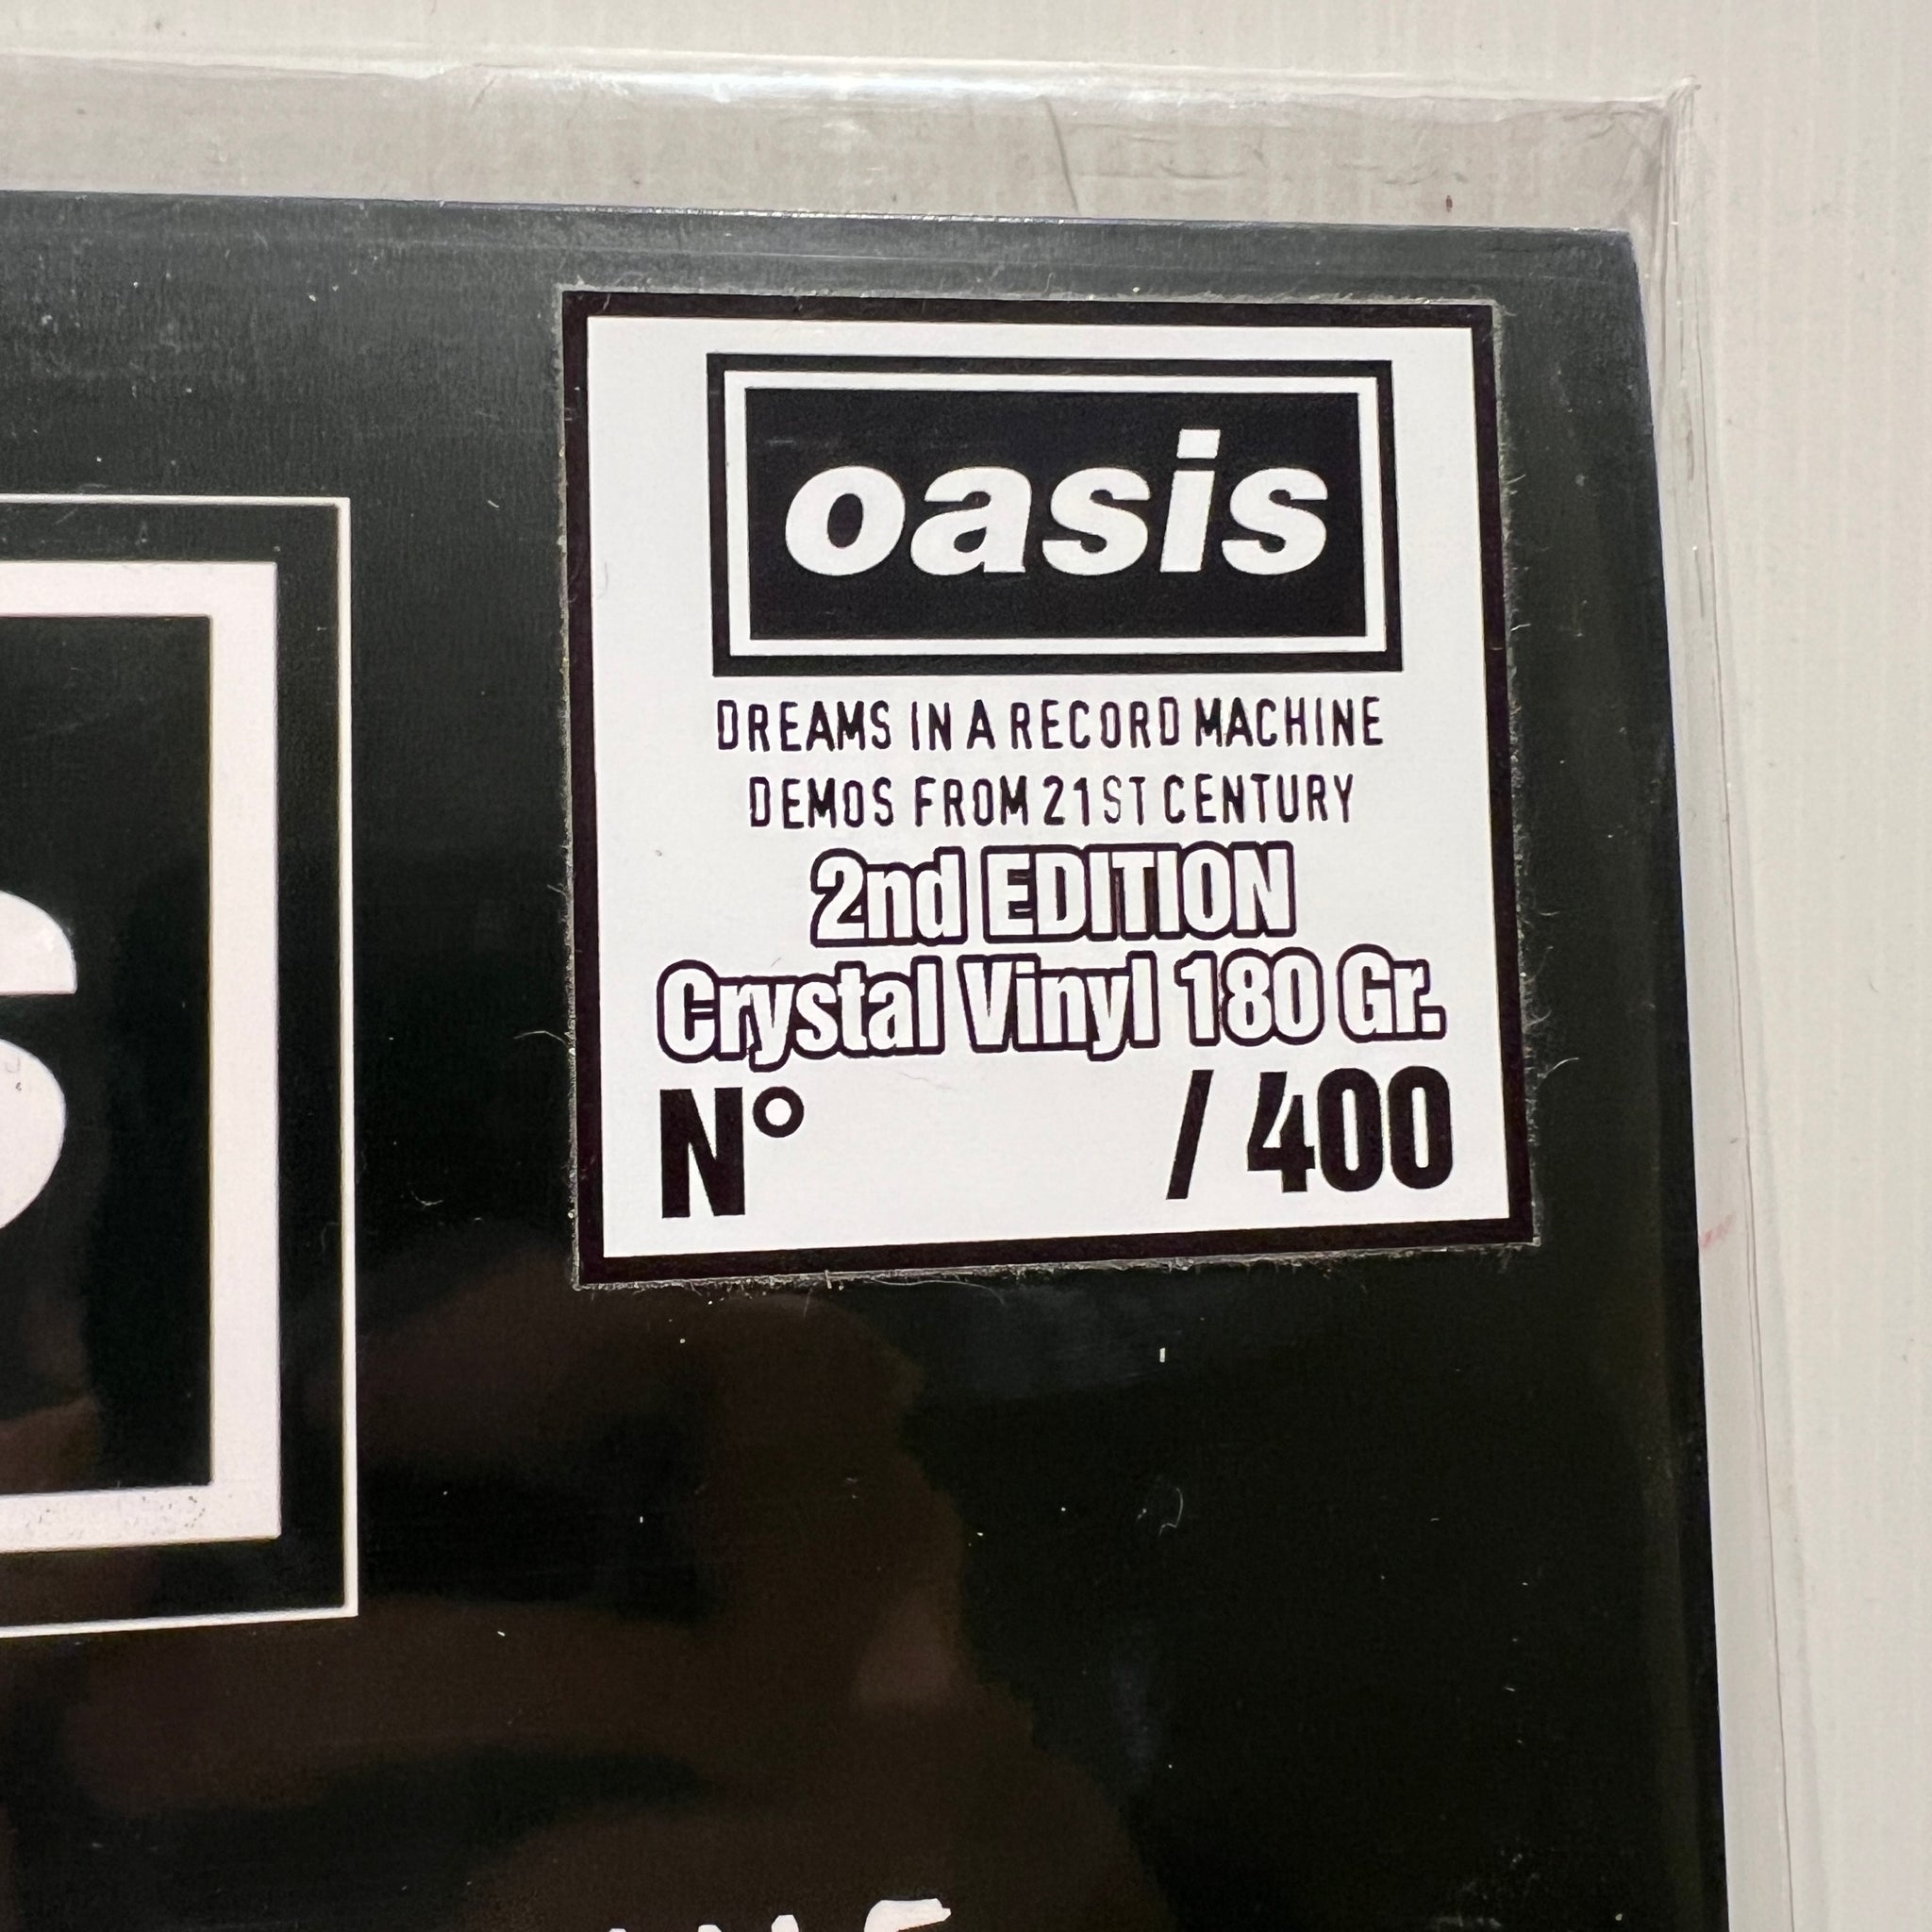 oasis
DREAMS IN A RECORD MACHINE
DEMOS FROM 21ST CENTURY
2nd EDITION
Crystal Vinyl 180 Gr.
N° / 400
s